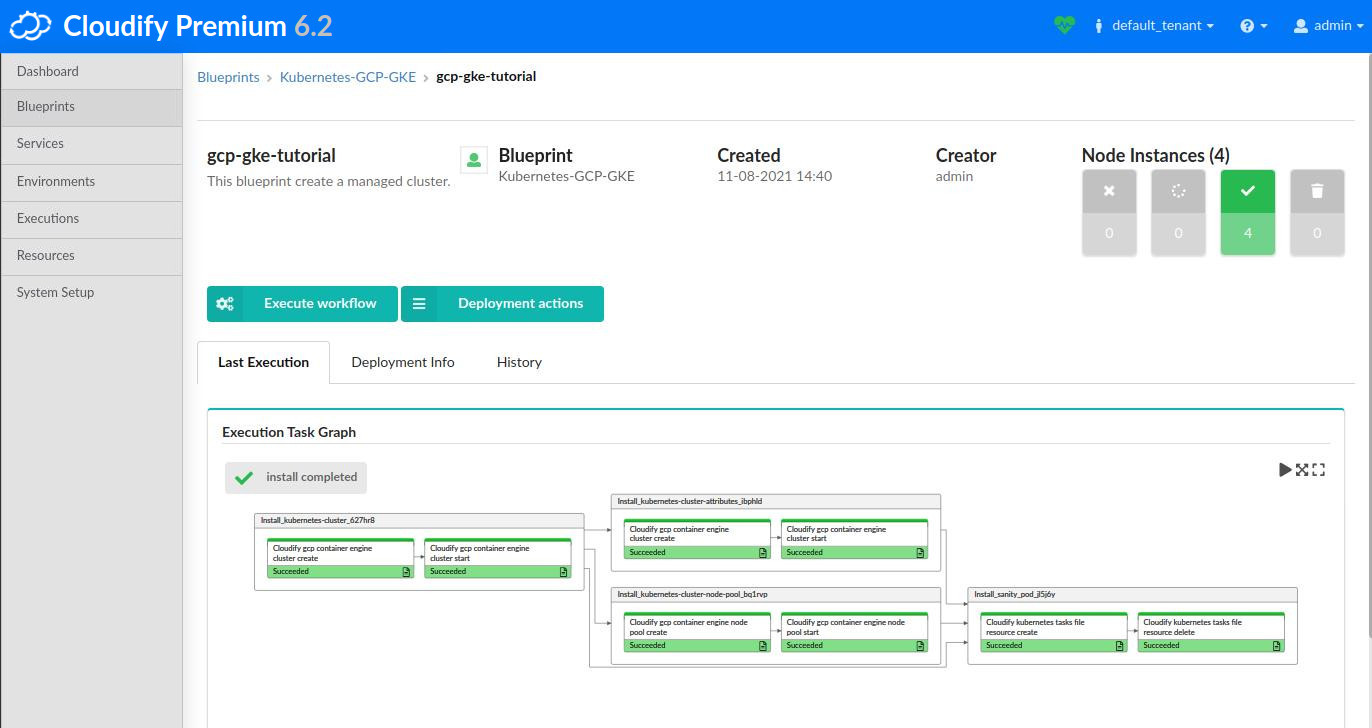 Cloudify Premium 6.2
default_tenant
admin
Dashboard
Blueprints
Services
Environments
Executions
Resources
System Setup
Blueprints > Kubernetes-GCP-GKE > gcp-gke-tutorial
gcp-gke-tutorial
This blueprint create a managed cluster.
Blueprint
Kubernetes-GCP-GKE
Created
11-08-2021 14:40
Creator
admin
Node Instances (4)
0 0 4 0
Execute workflow
Deployment actions
Last Execution
Deployment Info
History
Execution Task Graph
install completed
Install_kubernetes-cluster_627hr8
Cloudify gcp container engine
cluster create
Succeeded
Cloudify gcp container engine
cluster start
Succeeded
Install_kubernetes-cluster-attributes_ibphld
Cloudify gcp container engine
cluster create
Succeeded
Cloudify gcp container engine
cluster start
Succeeded
Install_kubernetes-cluster-node-pool_bq1rvp
Cloudify gcp container engine node
pool create
Succeeded
Cloudify gcp container engine node
pool start
Succeeded
Install_sanity_pod_jl5j6y
Cloudify kubernetes tasks file
resource create
Succeeded
Cloudify kubernetes tasks file
resource delete
Succeeded